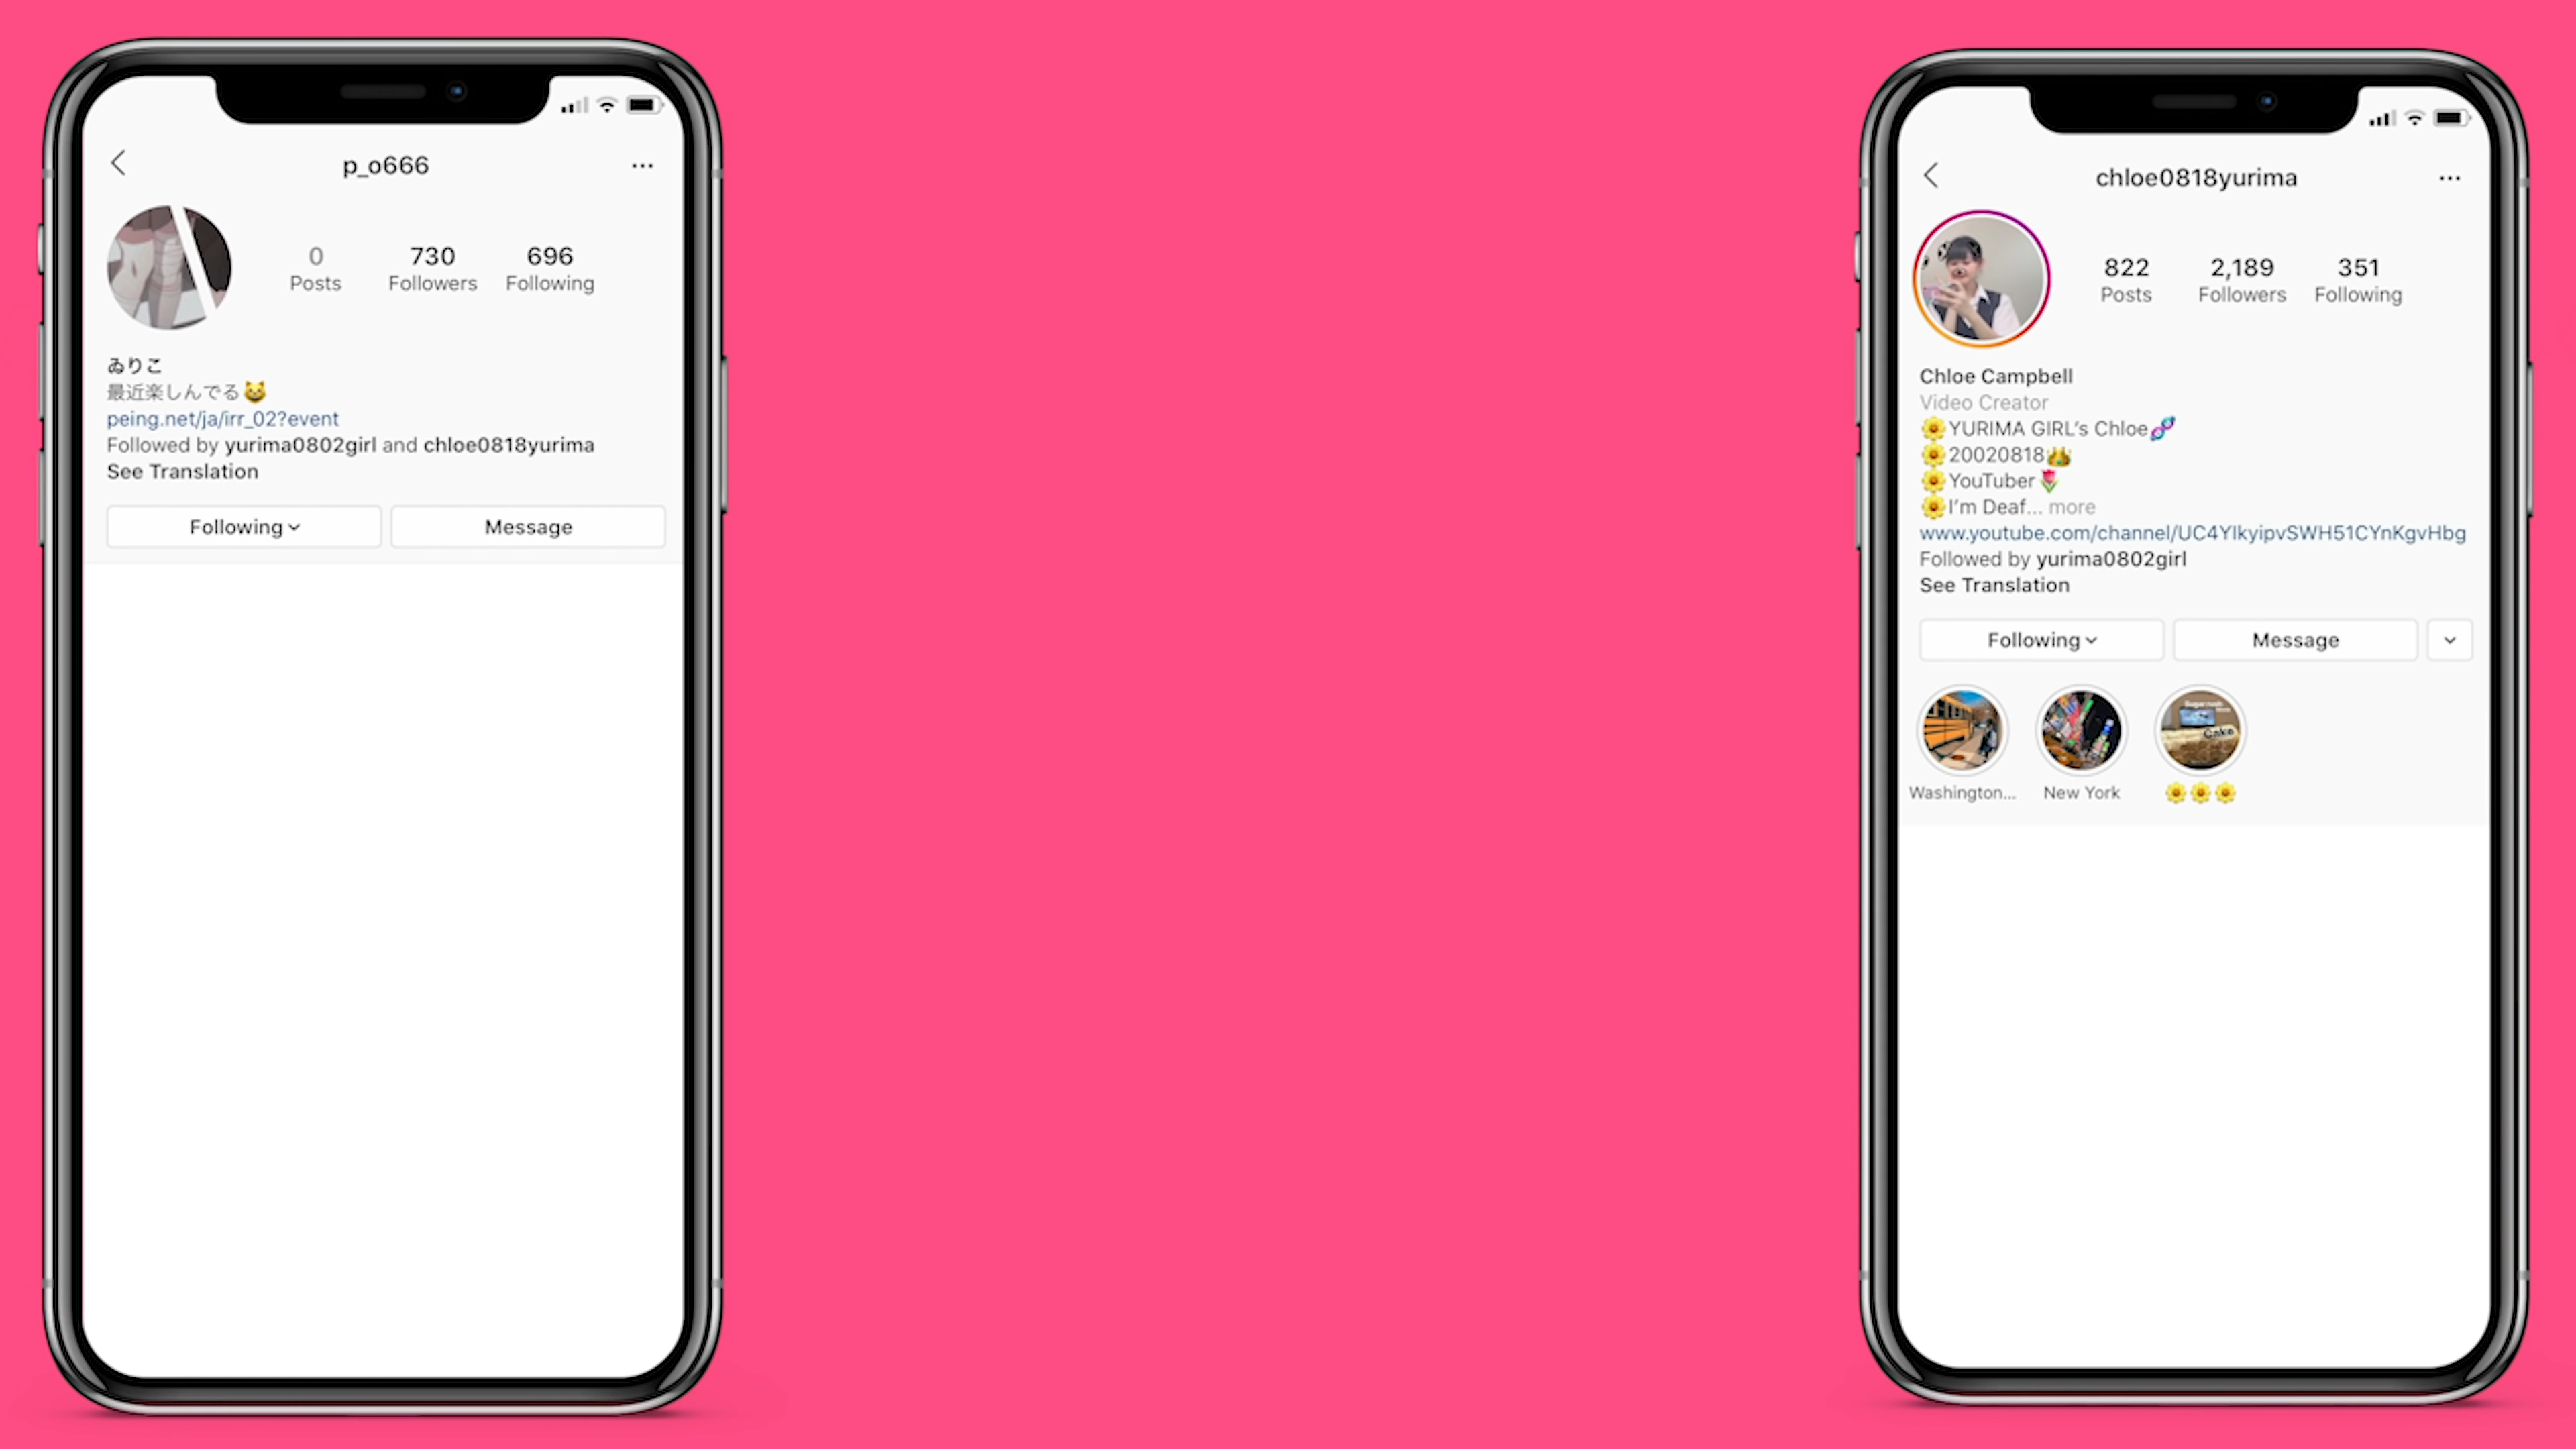 p_o666
0 730 696
Posts Followers Following
ゐりこ
最近楽しんでる😺
peing.net/ja/irr_02?event
Followed by yurima0802girl and chloe0818yurima
See Translation
Following Message
chloe0818yurima
822 2,189 351
Posts Followers Following
Chloe Campbell
Video Creator
🌼YURIMA GIRL's Chloe🧬
🌼20020818👑
🌼YouTuber🌷
🌼I'm Deaf... more
www.youtube.com/channel/UC4YlkyipvSWH51CYnKgvHbg
Followed by yurima0802girl
See Translation
Following Message
Cake
Washington... New York 🌼🌼🌼